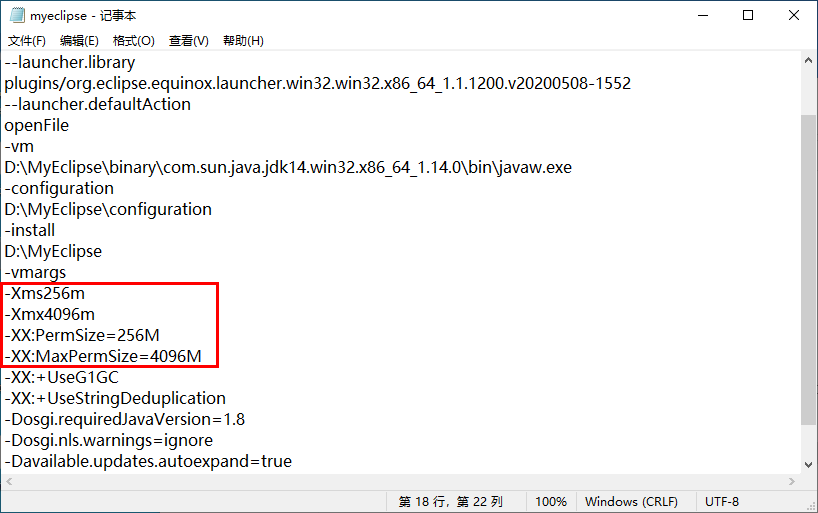 myeclipse - 记事本
文件(F) 编辑(E) 格式(O) 查看(V) 帮助(H)
--launcher.library
plugins/org.eclipse.equinox.launcher.win32.win32.x86_64_1.1.1200.v20200508-1552
--launcher.defaultAction
openFile
-vm
D:\MyEclipse\binary\com.sun.java.jdk14.win32.x86_64_1.14.0\bin\javaw.exe
-configuration
D:\MyEclipse\configuration
-install
D:\MyEclipse
-vmargs
-Xms256m
-Xmx4096m
-XX:PermSize=256M
-XX:MaxPermSize=4096M
-XX:+UseG1GC
-XX:+UseStringDeduplication
-Dosgi.requiredJavaVersion=1.8
-Dosgi.nls.warnings=ignore
-Davailable.updates.autoexpand=true
第 18 行，第 22 列 100% Windows (CRLF) UTF-8